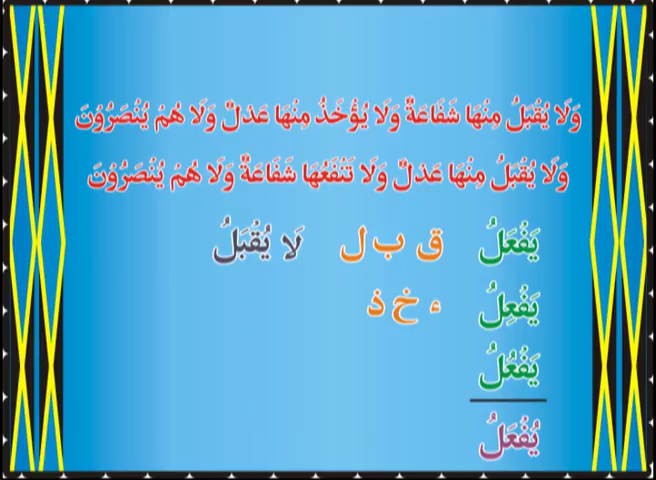 وَلَا يُقْبَلُ مِنْهَا شَفَاعَةٌ وَلَا يُؤْخَذُ مِنْهَا عَدْلٌ وَلَا هُمْ يُنْصَرُوْنَ
وَلَا يُقْبَلُ مِنْهَا عَدْلٌ وَلَا تَنْفَعُهَا شَفَاعَةٌ وَلَا هُمْ يُنْصَرُوْنَ
يَفْعَلُ ق ب ل لَا يُقْبَلُ
يَفْعِلُ ء خ ذ
يَفْعُلُ
يُفْعَلُ